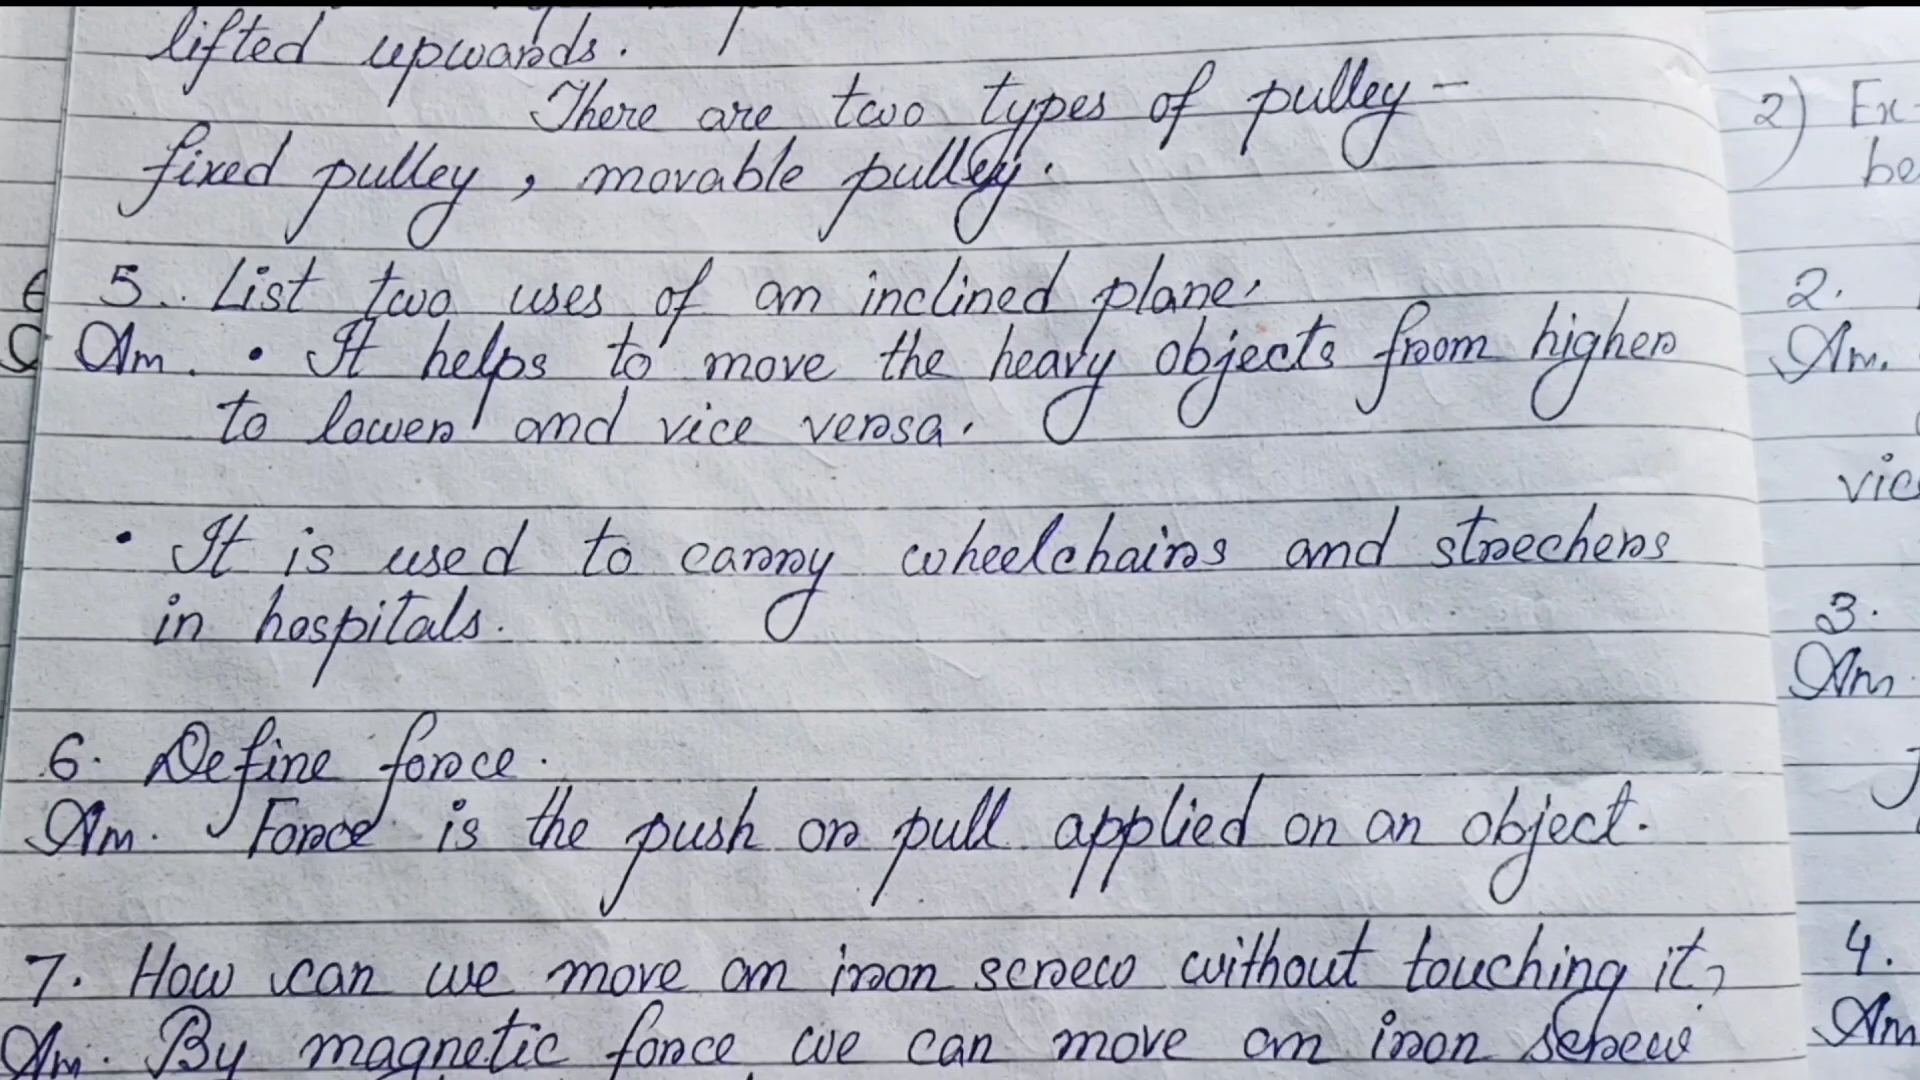 lifted upwards.
There are two types of pulley -
fixed pulley, movable pulley.
5. List two uses of an inclined plane.
Ans. • It helps to move the heavy objects from higher
to lower and vice versa.
• It is used to carry wheelchairs and strechers
in hospitals.
6. Define force.
Ans. Force is the push or pull applied on an object.
7. How can we move an iron screw without touching it?
Ans. By magnetic force we can move an iron screw
2) Ex-
be
2.
Ans.
vic
3.
Ans
4.
Ans